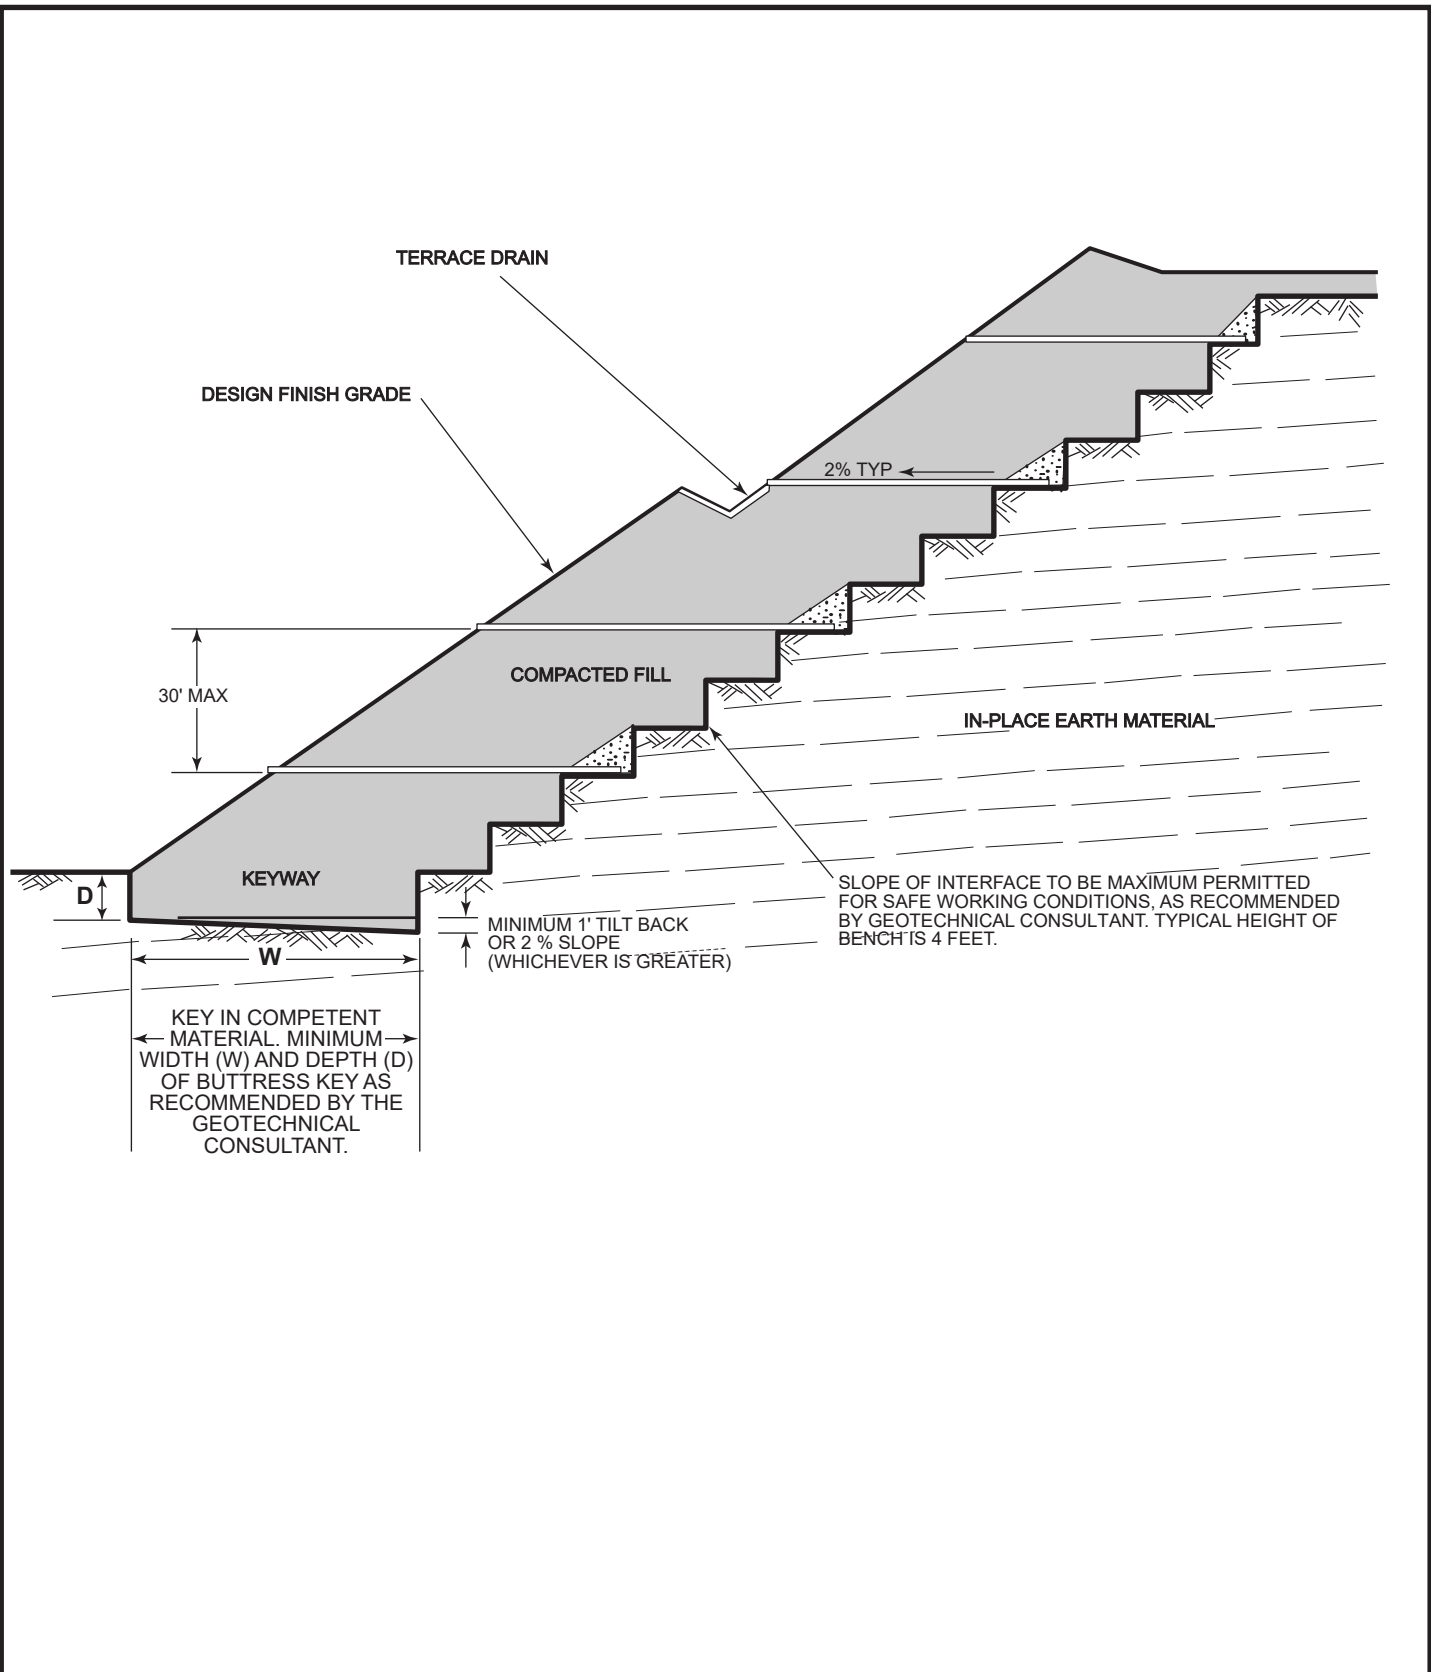 TERRACE DRAIN
DESIGN FINISH GRADE
2% TYP
30' MAX
COMPACTED FILL
IN-PLACE EARTH MATERIAL
KEYWAY
D
SLOPE OF INTERFACE TO BE MAXIMUM PERMITTED
FOR SAFE WORKING CONDITIONS, AS RECOMMENDED
BY GEOTECHNICAL CONSULTANT. TYPICAL HEIGHT OF
BENCH IS 4 FEET.
MINIMUM 1' TILT BACK
OR 2 % SLOPE
(WHICHEVER IS GREATER)
W
KEY IN COMPETENT
MATERIAL. MINIMUM
WIDTH (W) AND DEPTH (D)
OF BUTTRESS KEY AS
RECOMMENDED BY THE
GEOTECHNICAL
CONSULTANT.